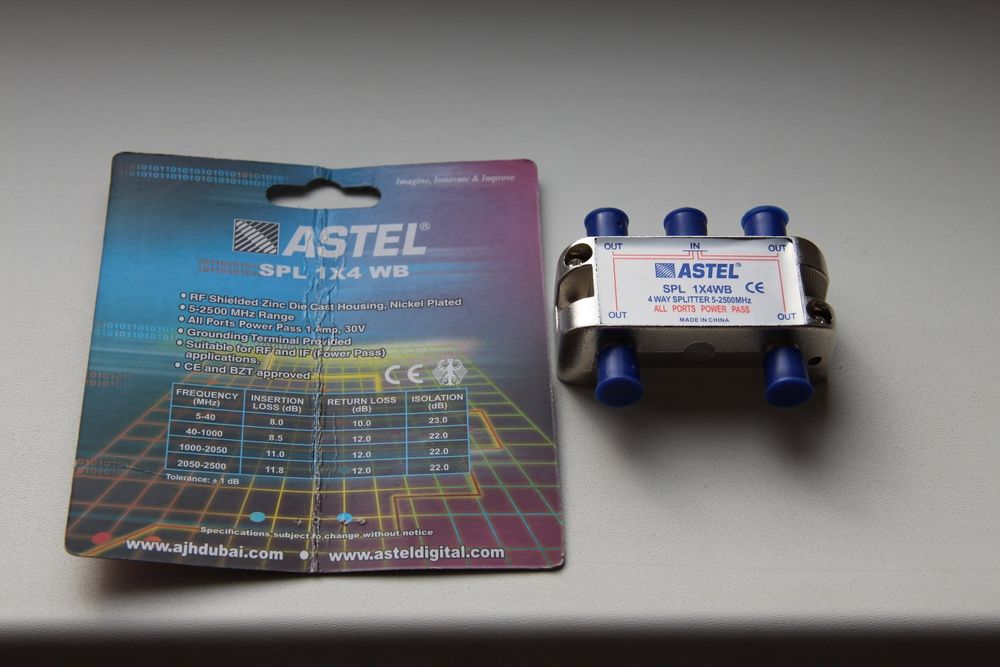 10101101010101010101010101
0101010101010101010101010
Imagine, Innovate & Improve
ASTEL®
SPL 1X4 WB
• RF Shielded Zinc Die Cast Housing, Nickel Plated
• 5-2500 MHz Range
• All Ports Power Pass 1 Amp, 30V
• Grounding Terminal Provided
• Suitable for RF and IF (Power Pass)
applications.
• CE and BZT approved
CE
FREQUENCY (MHz) INSERTION LOSS (dB) RETURN LOSS (dB) ISOLATION (dB)
5-40 8.0 10.0 23.0
40-1000 8.5 12.0 22.0
1000-2050 11.0 12.0 22.0
2050-2500 11.8 12.0 22.0
Tolerance: ± 1 dB
Specifications subject to change without notice
www.ajhdubai.com • www.asteldigital.com
OUT IN OUT
ASTEL®
SPL 1X4WB CE
4 WAY SPLITTER 5-2500MHz
OUT ALL PORTS POWER PASS OUT
MADE IN CHINA